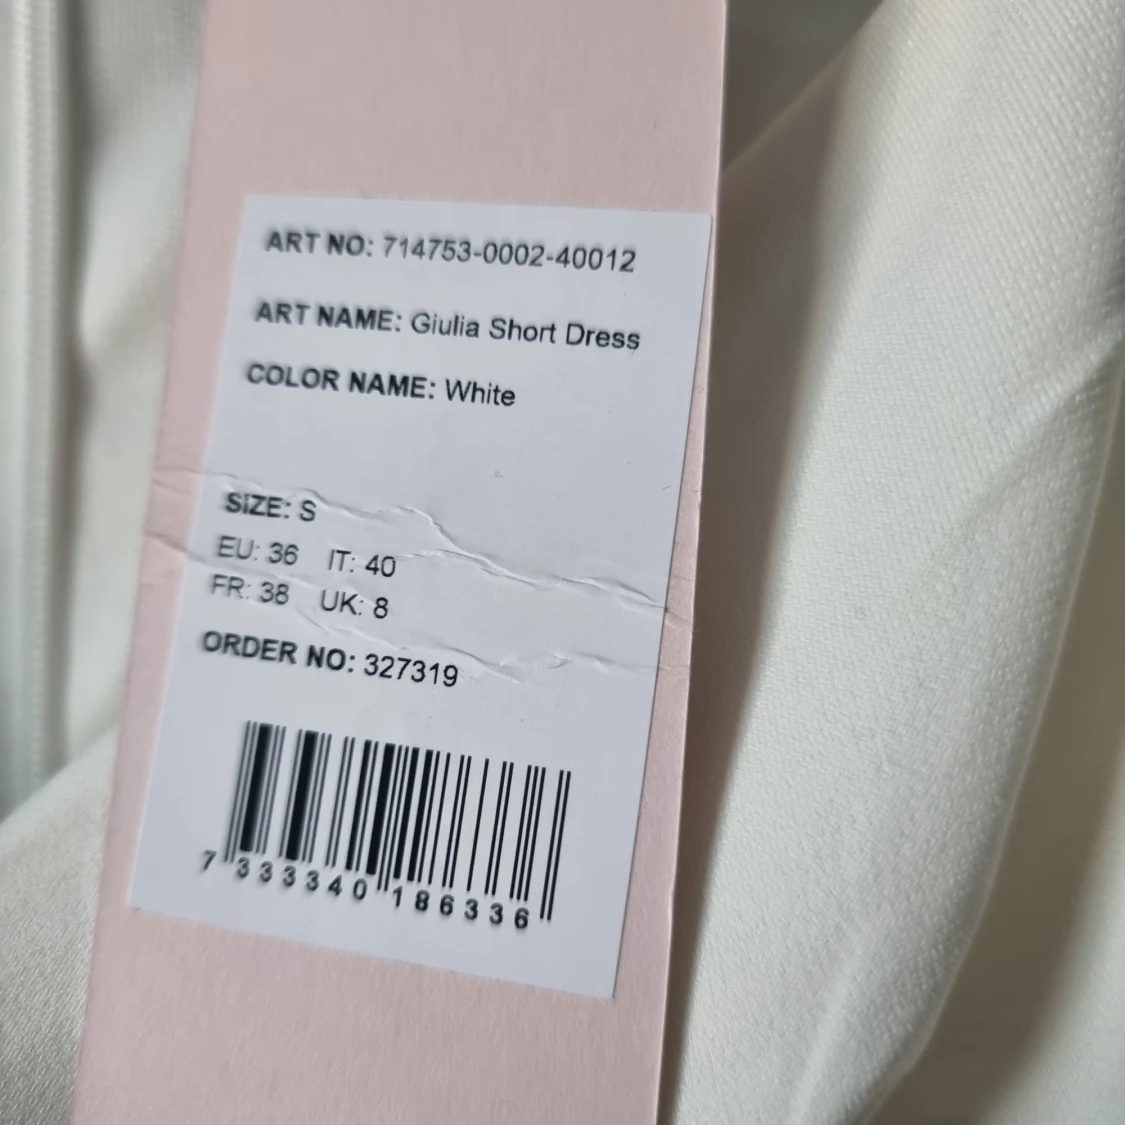 ART NO: 714753-0002-40012
ART NAME: Giulia Short Dress
COLOR NAME: White
SIZE: S
EU: 36 IT: 40
FR: 38 UK: 8
ORDER NO: 327319
7 333340 186336